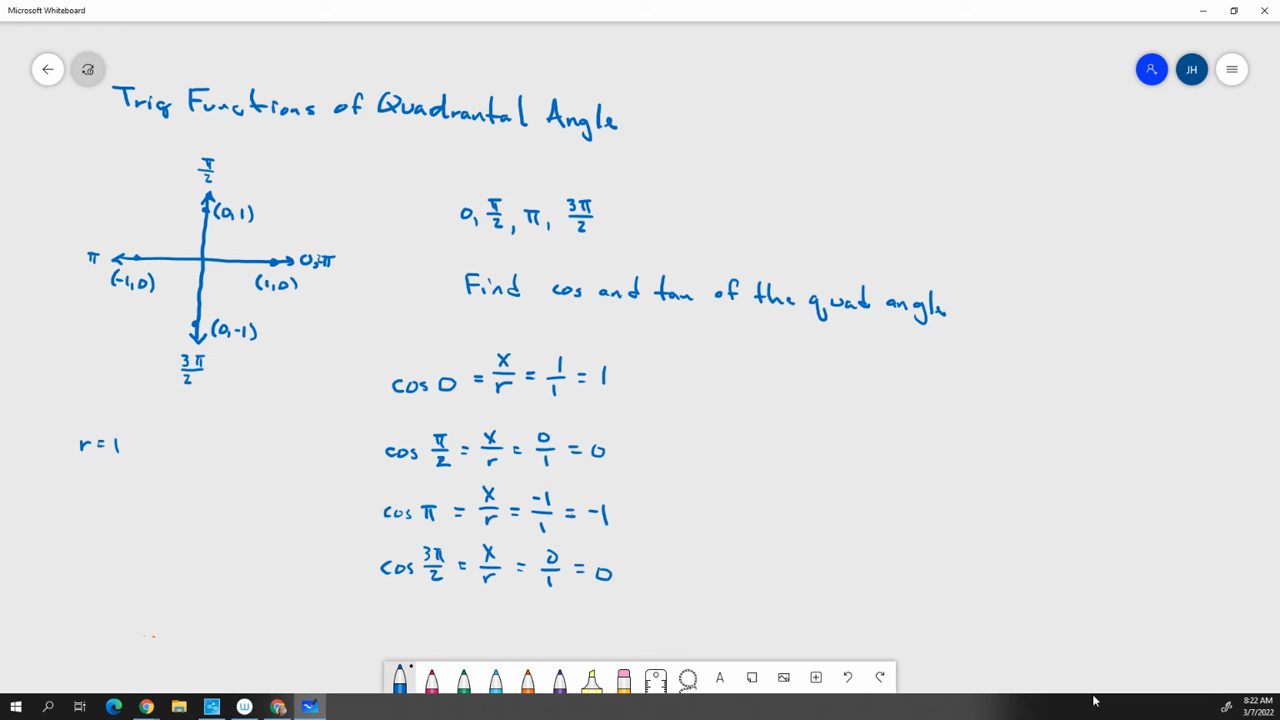 Microsoft Whiteboard
JH
Trig Functions of Quadrantal Angle
π/2
(0,1)
π
(-1,0)
(1,0)
(0,-1)
3π/2
r = 1
0, π/2, π, 3π/2
Find cos and tan of the quad angle
cos 0 = x/r = 1/1 = 1
cos π/2 = x/r = 0/1 = 0
cos π = x/r = -1/1 = -1
cos 3π/2 = x/r = 0/1 = 0
A
8:22 AM
3/7/2022